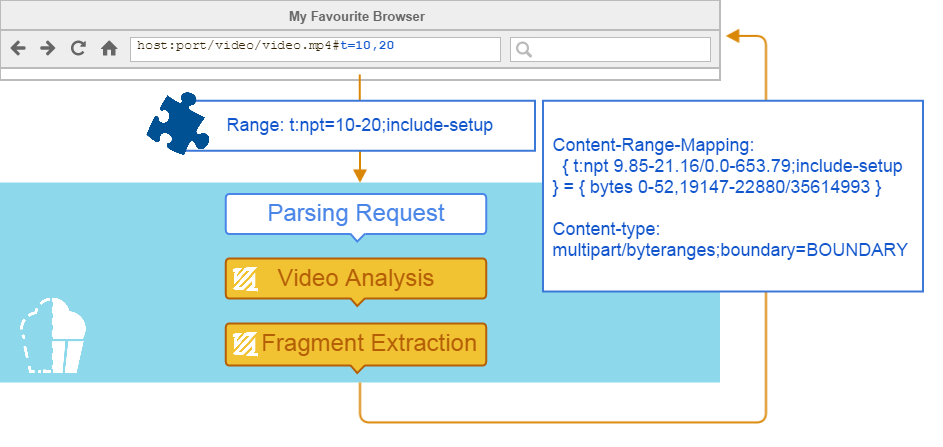 My Favourite Browser
host:port/video/video.mp4#t=10,20
Range: t:npt=10-20;include-setup
Content-Range-Mapping:
{ t:npt 9.85-21.16/0.0-653.79;include-setup
} = { bytes 0-52,19147-22880/35614993 }
Content-type:
multipart/byteranges;boundary=BOUNDARY
Parsing Request
Video Analysis
Fragment Extraction